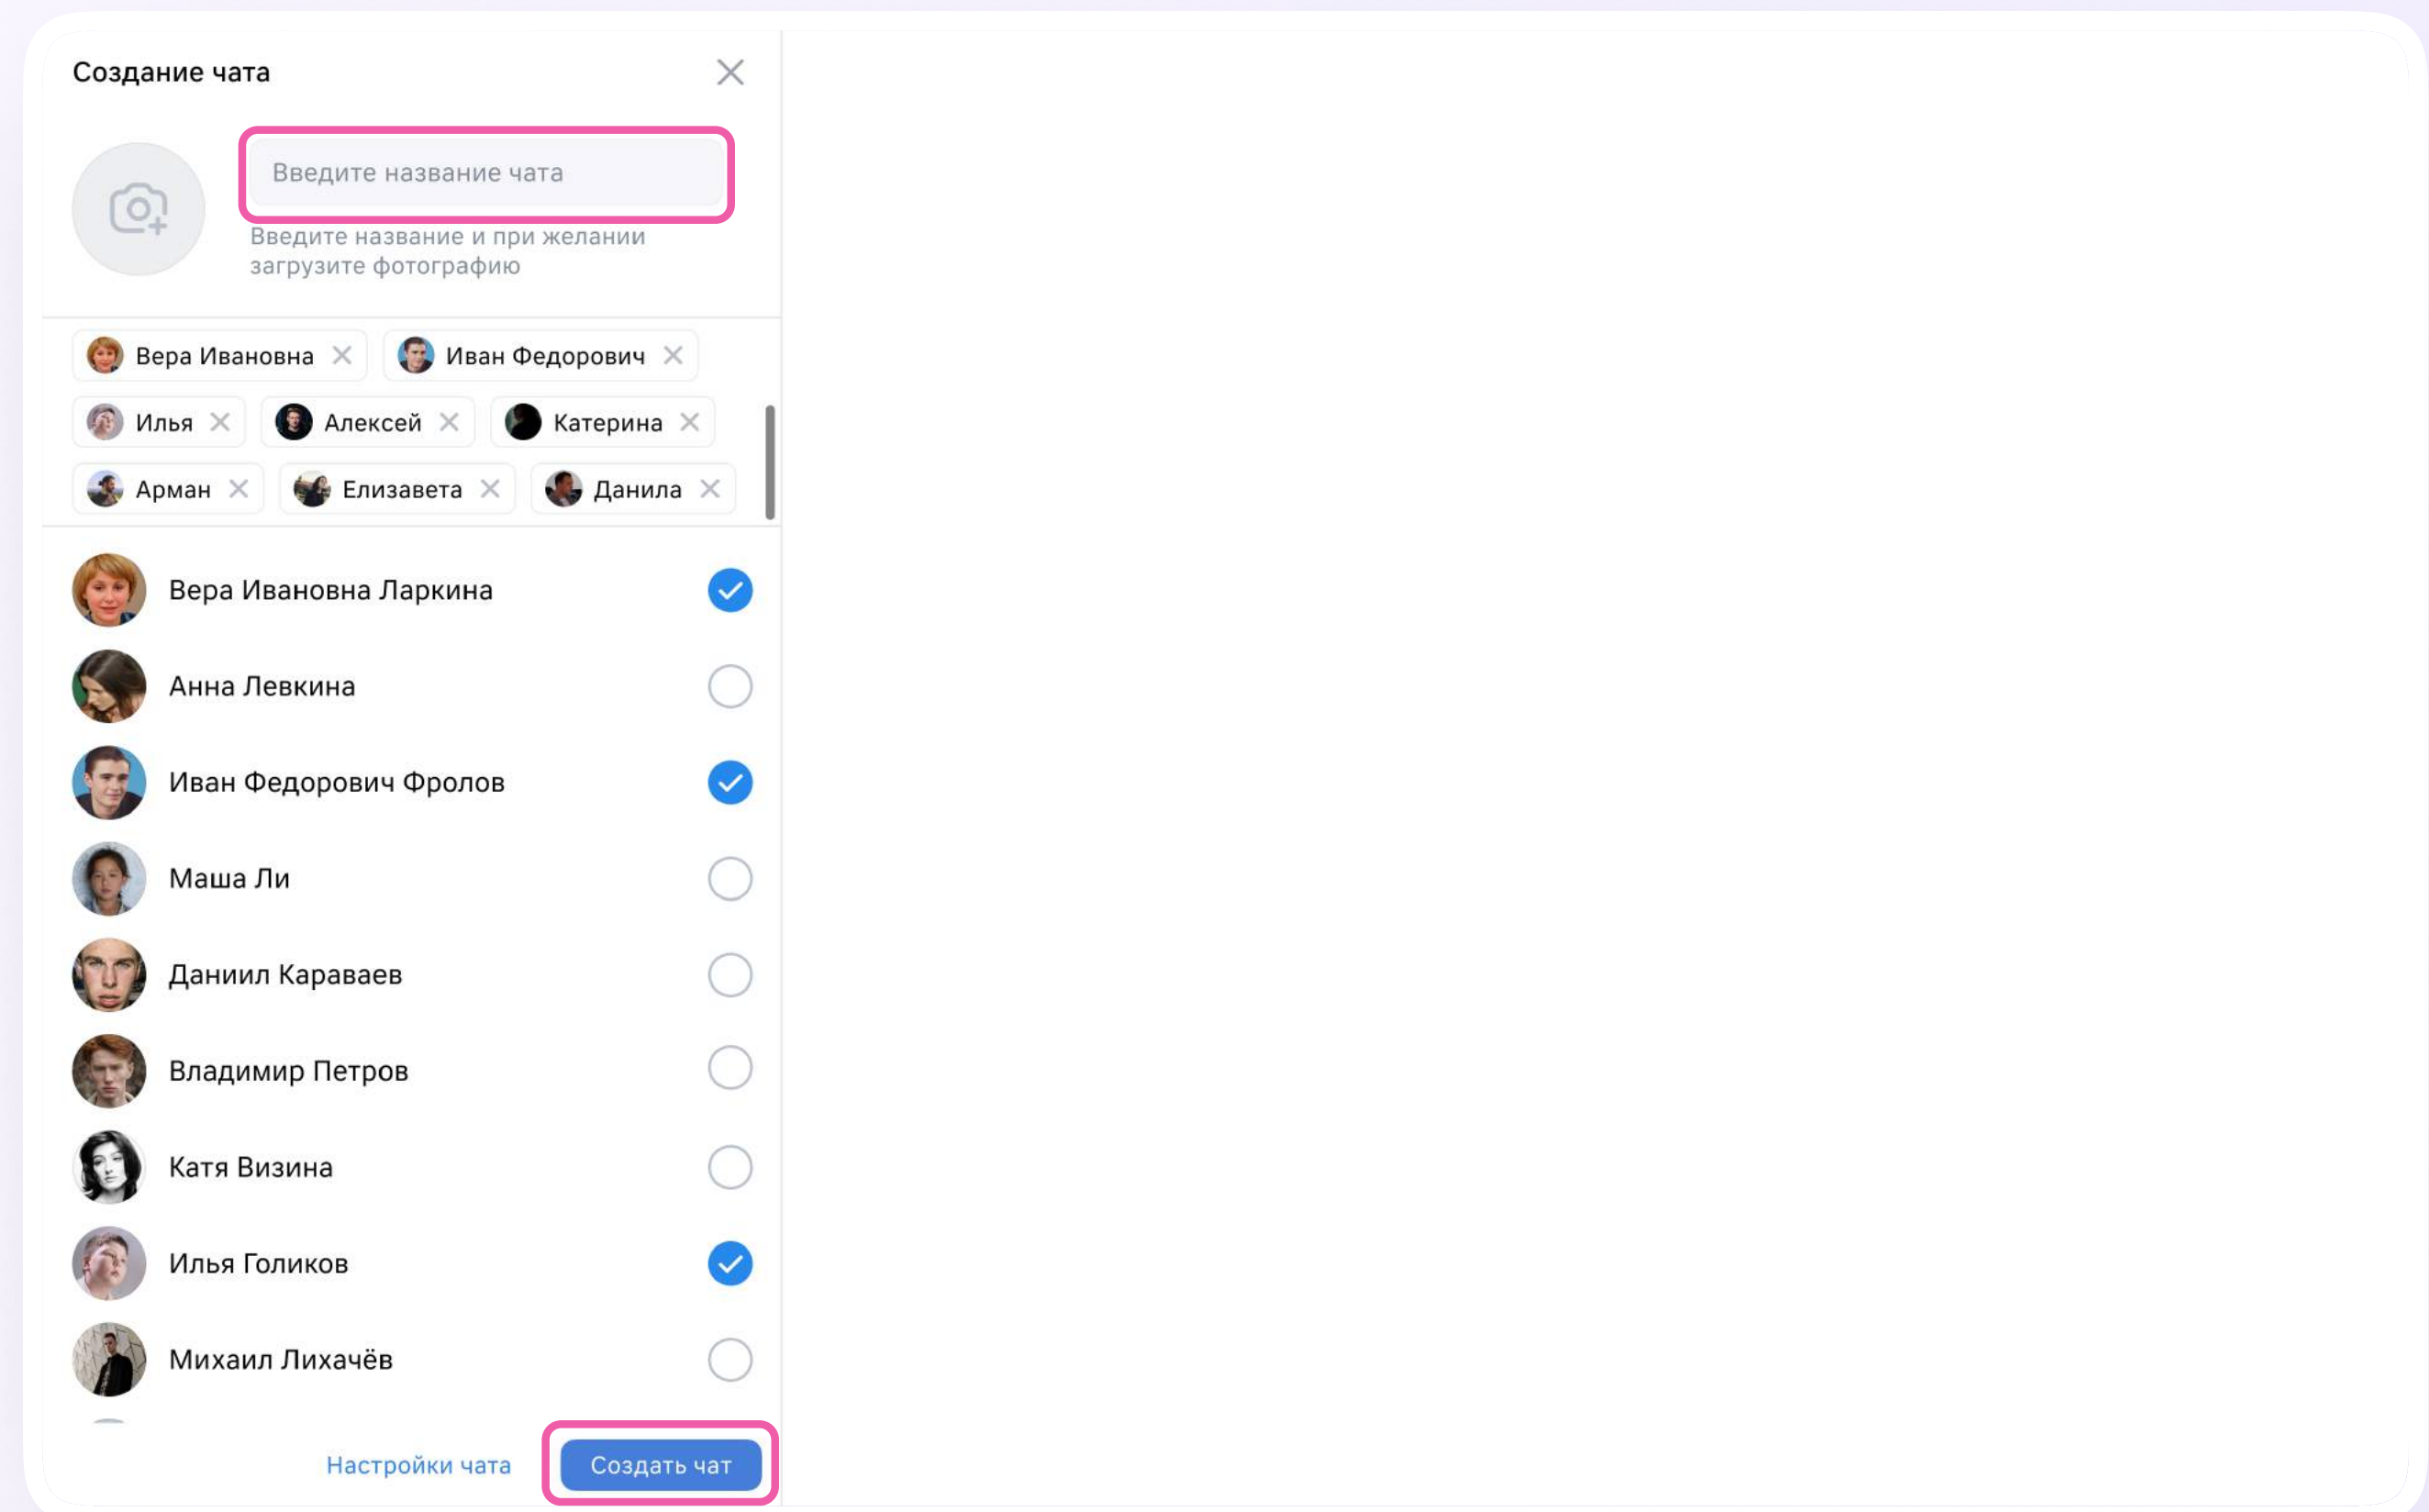 Создание чата
Введите название чата
Введите название и при желании
загрузите фотографию
Вера Ивановна Иван Федорович
Илья Алексей Катерина
Арман Елизавета Данила
Вера Ивановна Ларкина
Анна Левкина
Иван Федорович Фролов
Маша Ли
Даниил Караваев
Владимир Петров
Катя Визина
Илья Голиков
Михаил Лихачёв
Настройки чата Создать чат